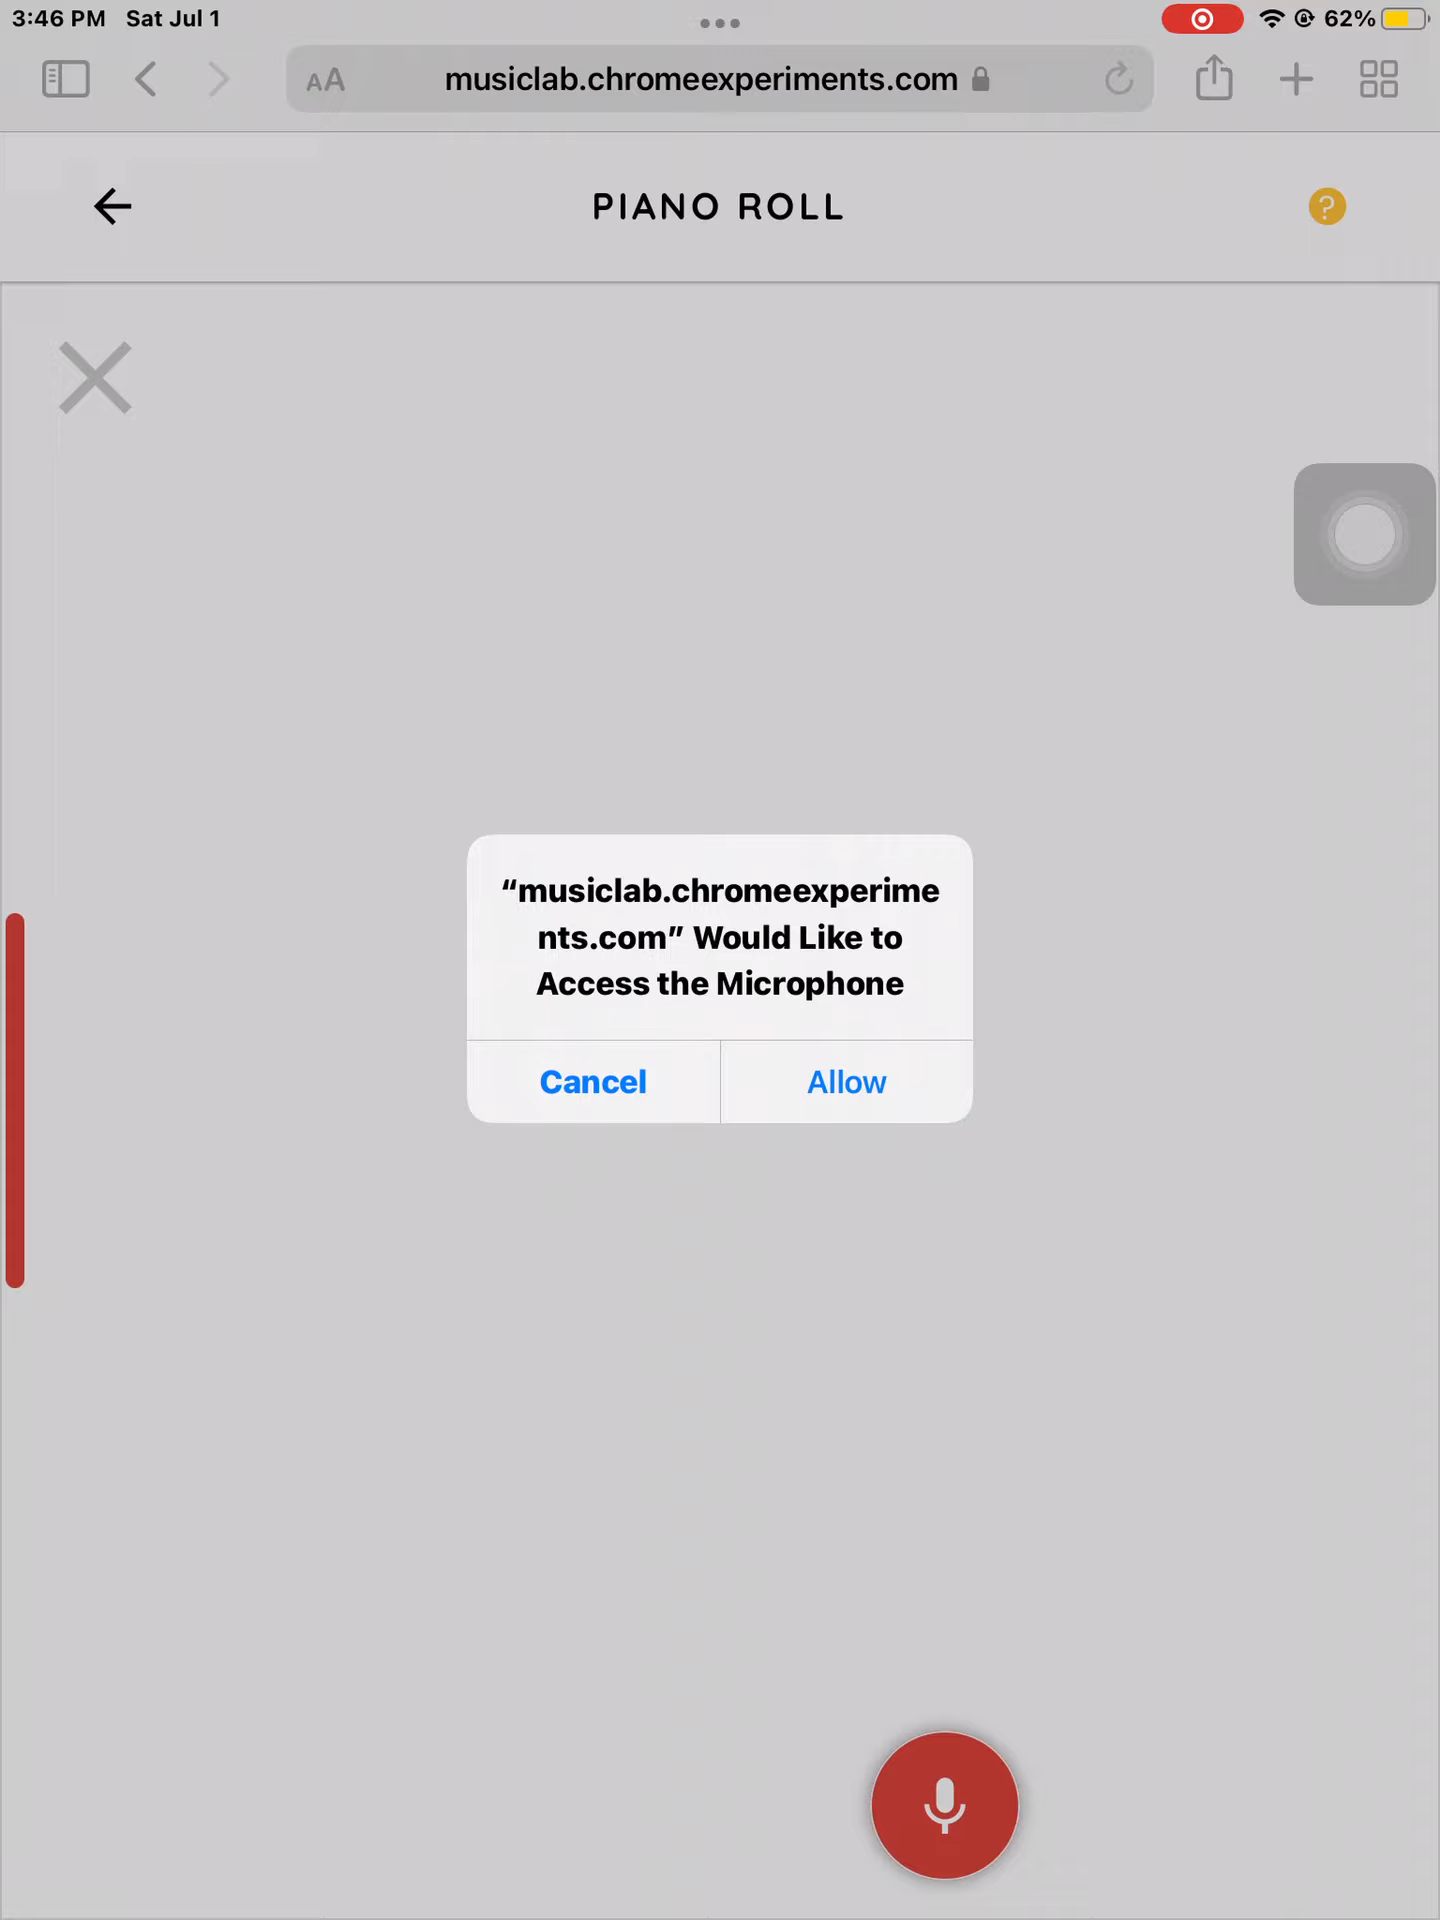 3:46 PM Sat Jul 1
62%
AA musiclab.chromeexperiments.com
PIANO ROLL
?
“musiclab.chromeexperime
nts.com” Would Like to
Access the Microphone
Cancel Allow